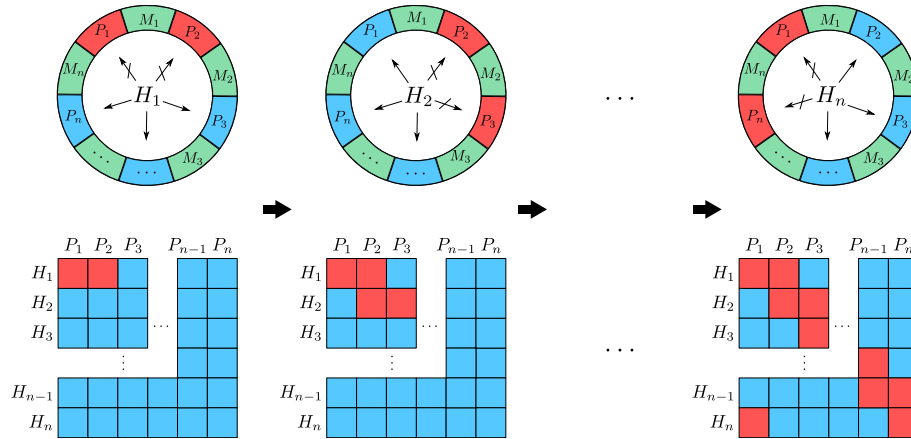 P₁ M₁ P₂
Mₙ M₂
H₁
Pₙ P₃
... ... M₃
P₁ M₁ P₂
Mₙ M₂
H₂
Pₙ P₃
... ... M₃
...
P₁ M₁ P₂
Mₙ M₂
Hₙ
Pₙ P₃
... ... M₃
P₁ P₂ P₃ Pₙ₋₁ Pₙ
H₁
H₂
H₃ ...
⋮
Hₙ₋₁
Hₙ
P₁ P₂ P₃ Pₙ₋₁ Pₙ
H₁
H₂
H₃ ...
⋮
Hₙ₋₁
Hₙ
...
P₁ P₂ P₃ Pₙ₋₁ Pₙ
H₁
H₂
H₃ ...
⋮
Hₙ₋₁
Hₙ